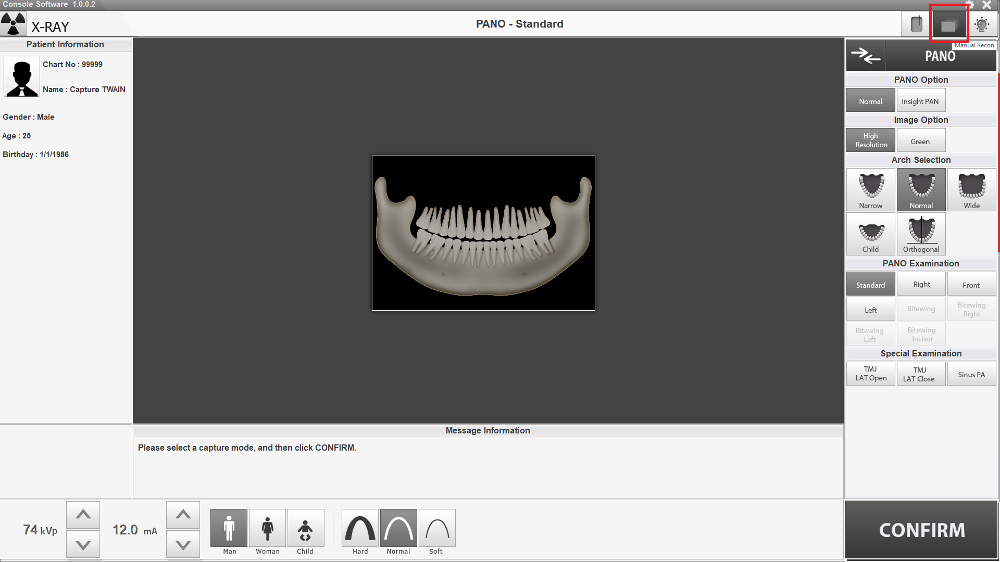 Console Software 1.0.0.2
X-RAY
PANO - Standard
Manual Recon
Patient Information
Chart No : 99999
Name : Capture TWAIN
Gender : Male
Age : 25
Birthday : 1/1/1986
PANO
PANO Option
Normal
Insight PAN
Image Option
High
Resolution
Green
Arch Selection
Narrow
Normal
Wide
Child
Orthogonal
PANO Examination
Standard
Right
Front
Left
Bitewing
Bitewing
Right
Bitewing
Left
Bitewing
Incisor
Special Examination
TMJ
LAT Open
TMJ
LAT Close
Sinus PA
Message Information
Please select a capture mode, and then click CONFIRM.
74 kVp
12.0 mA
Man
Woman
Child
Hard
Normal
Soft
CONFIRM